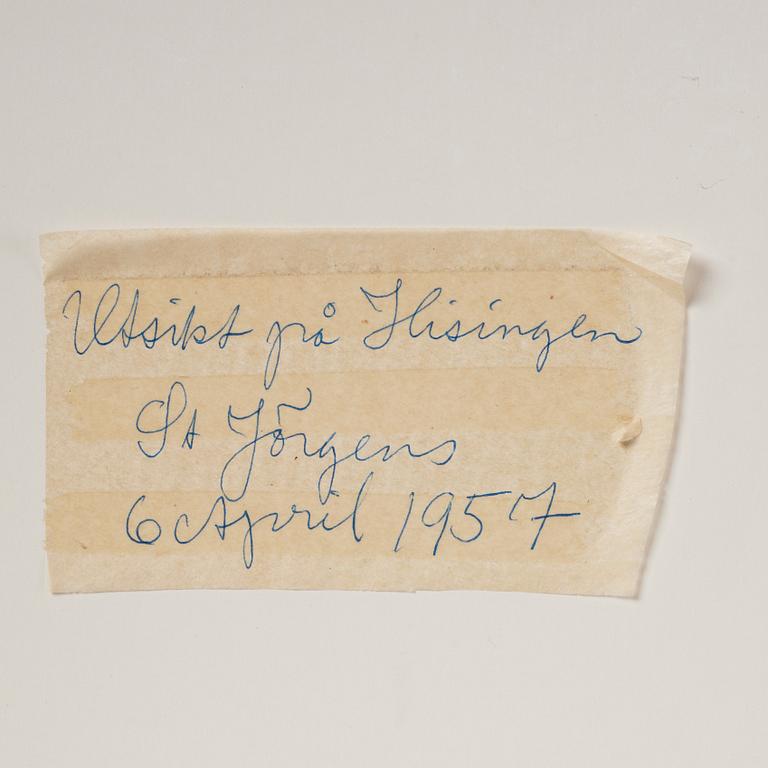 Utsikt på Hisingen
St Jörgens
6 April 1957